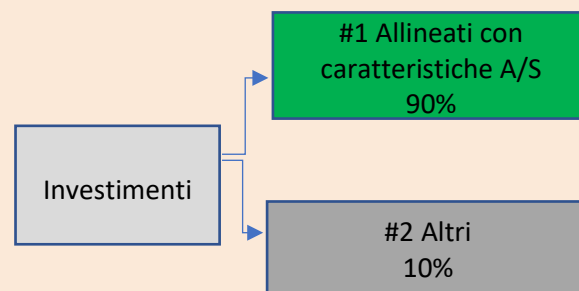 #1 Allineati con
caratteristiche A/S
90%
Investimenti
#2 Altri
10%